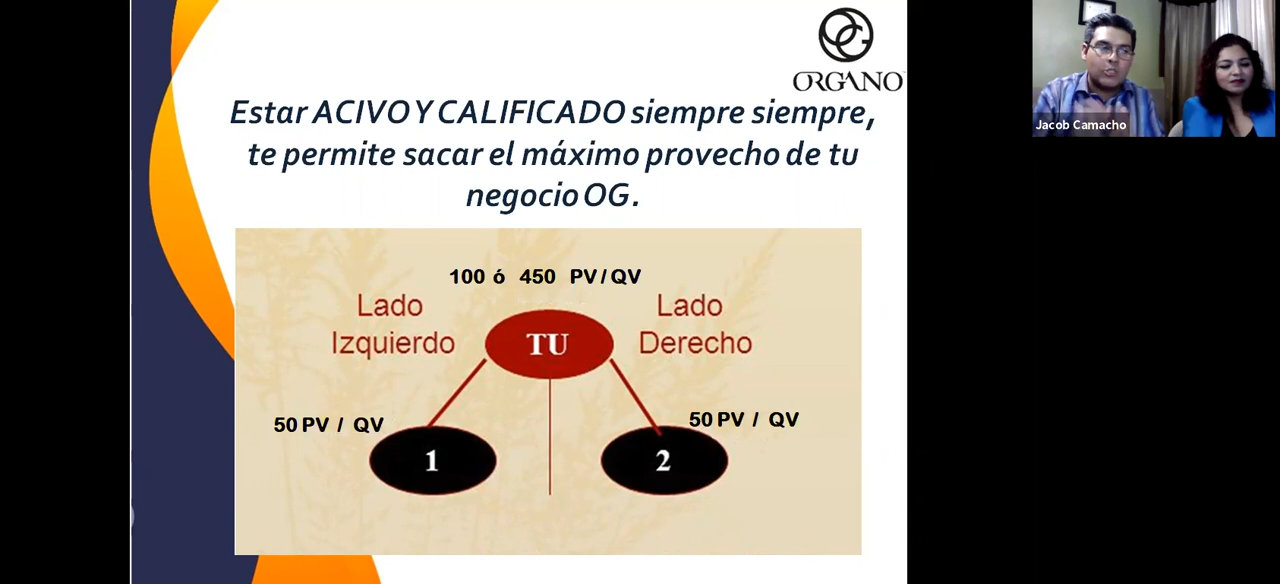 ORGANO
Estar ACIVO Y CALIFICADO siempre siempre,
te permite sacar el máximo provecho de tu
negocio OG.
100 ó 450 PV/QV
Lado
Izquierdo
TU
Lado
Derecho
50 PV / QV
50 PV / QV
1
2
Jacob Camacho